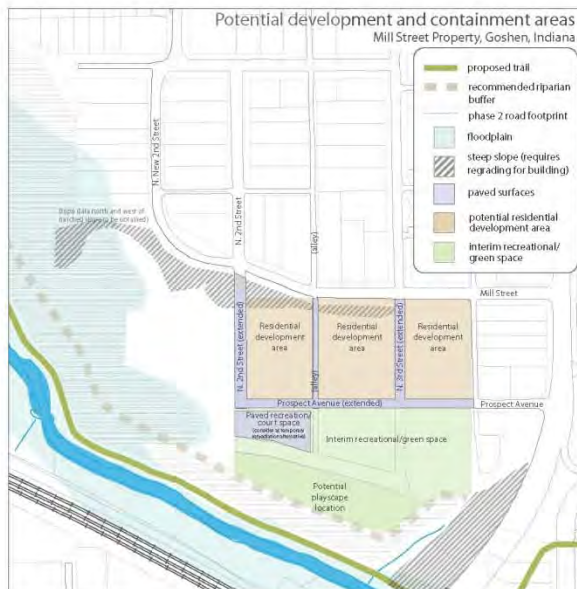 Potential development and containment areas
Mill Street Property, Goshen, Indiana
proposed trail
recommended riparian
buffer
phase 2 road footprint
floodplain
steep slope (requires
regrading for building)
paved surfaces
potential residential
development area
interim recreational/
green space
N. New 2nd Street
N. 2nd Street
(alley)
Mill Street
N. 2nd Street (extended)
Residential
development
area
(alley)
Residential
development
area
N. 3rd Street (extended)
Residential
development
area
Prospect Avenue (extended)
Prospect Avenue
Paved recreation/
court space
Interim recreational/green space
Potential
playscape
location